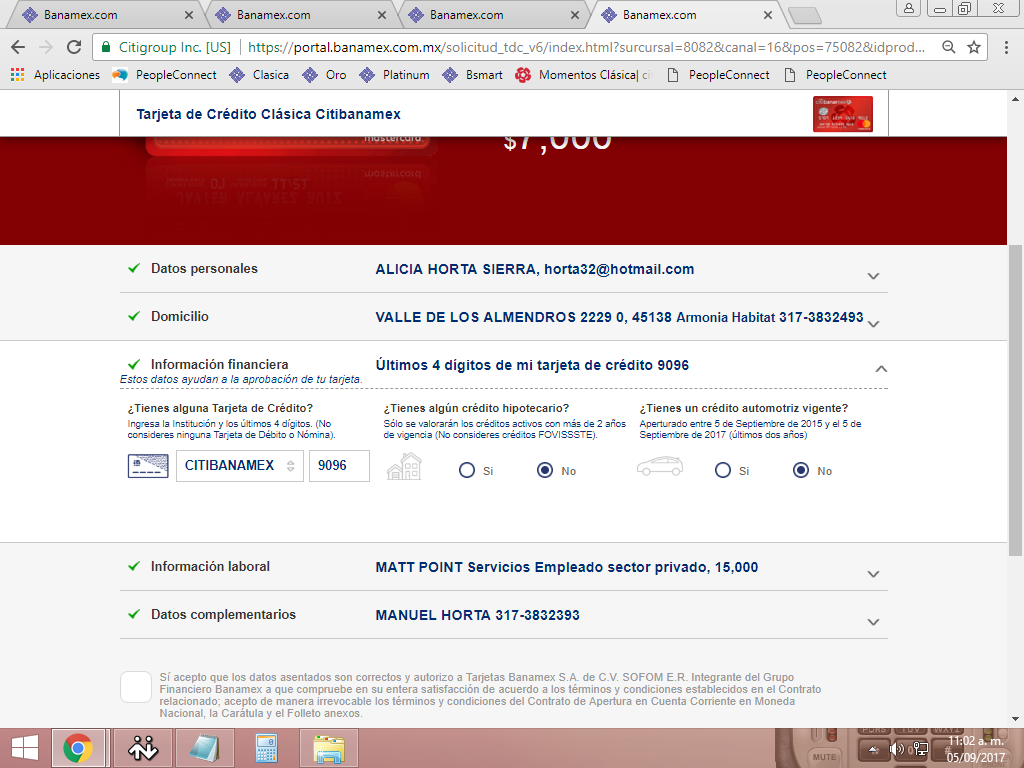 Banamex.com
Banamex.com
Banamex.com
Banamex.com
Citigroup Inc. [US]
https://portal.banamex.com.mx/solicitud_tdc_v6/index.html?surcursal=8082&canal=16&pos=75082&idprod...
Aplicaciones PeopleConnect Clasica Oro Platinum Bsmart Momentos Clásica| ci PeopleConnect PeopleConnect
Tarjeta de Crédito Clásica Citibanamex
mastercard
$7,000
Datos personales ALICIA HORTA SIERRA, horta32@hotmail.com
Domicilio VALLE DE LOS ALMENDROS 2229 0, 45138 Armonia Habitat 317-3832493
Información financiera Últimos 4 dígitos de mi tarjeta de crédito 9096
Estos datos ayudan a la aprobación de tu tarjeta.
¿Tienes alguna Tarjeta de Crédito?
Ingresa la Institución y los últimos 4 dígitos. (No
consideres ninguna Tarjeta de Débito o Nómina).
CITIBANAMEX 9096
¿Tienes algún crédito hipotecario?
Sólo se valorarán los créditos activos con más de 2 años
de vigencia (No consideres créditos FOVISSSTE).
Si No
¿Tienes un crédito automotriz vigente?
Aperturado entre 5 de Septiembre de 2015 y el 5 de
Septiembre de 2017 (últimos dos años)
Si No
Información laboral MATT POINT Servicios Empleado sector privado, 15,000
Datos complementarios MANUEL HORTA 317-3832393
Sí acepto que los datos asentados son correctos y autorizo a Tarjetas Banamex S.A. de C.V. SOFOM E.R. Integrante del Grupo
Financiero Banamex a que compruebe en su entera satisfacción de acuerdo a los términos y condiciones establecidos en el Contrato
relacionado; acepto de manera irrevocable los términos y condiciones del Contrato de Apertura en Cuenta Corriente en Moneda
Nacional, la Carátula y el Folleto anexos.
MUTE
11:02 a. m.
05/09/2017